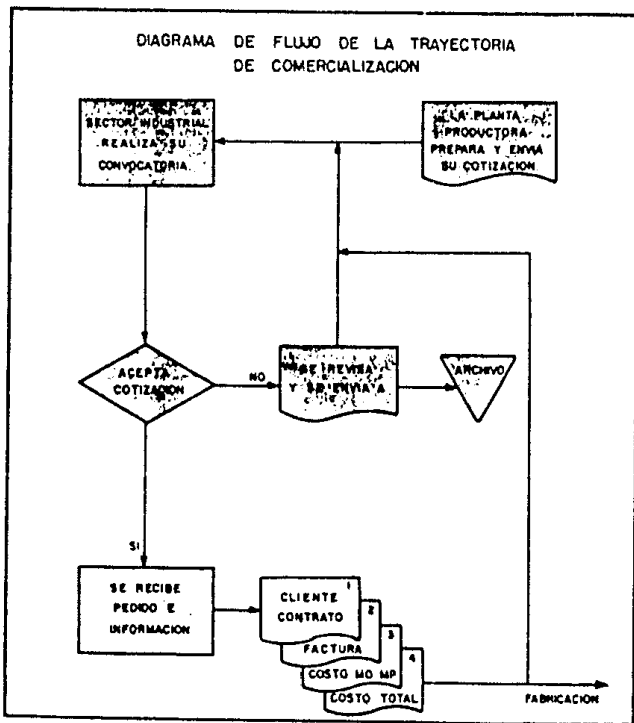 DIAGRAMA DE FLUJO DE LA TRAYECTORIA
DE COMERCIALIZACION
SECTOR INDUSTRIAL
REALIZA SU
CONVOCATORIA
LA PLANTA
PRODUCTORA
PREPARA Y ENVIA
SU COTIZACION
ACEPTA
COTIZACION
NO
SE REVISA
Y SE ENVIA A
ARCHIVO
SI
SE RECIBE
PEDIDO E
INFORMACION
1
CLIENTE
CONTRATO
2
FACTURA
3
COSTO MO MP
4
COSTO TOTAL
FABRICACION